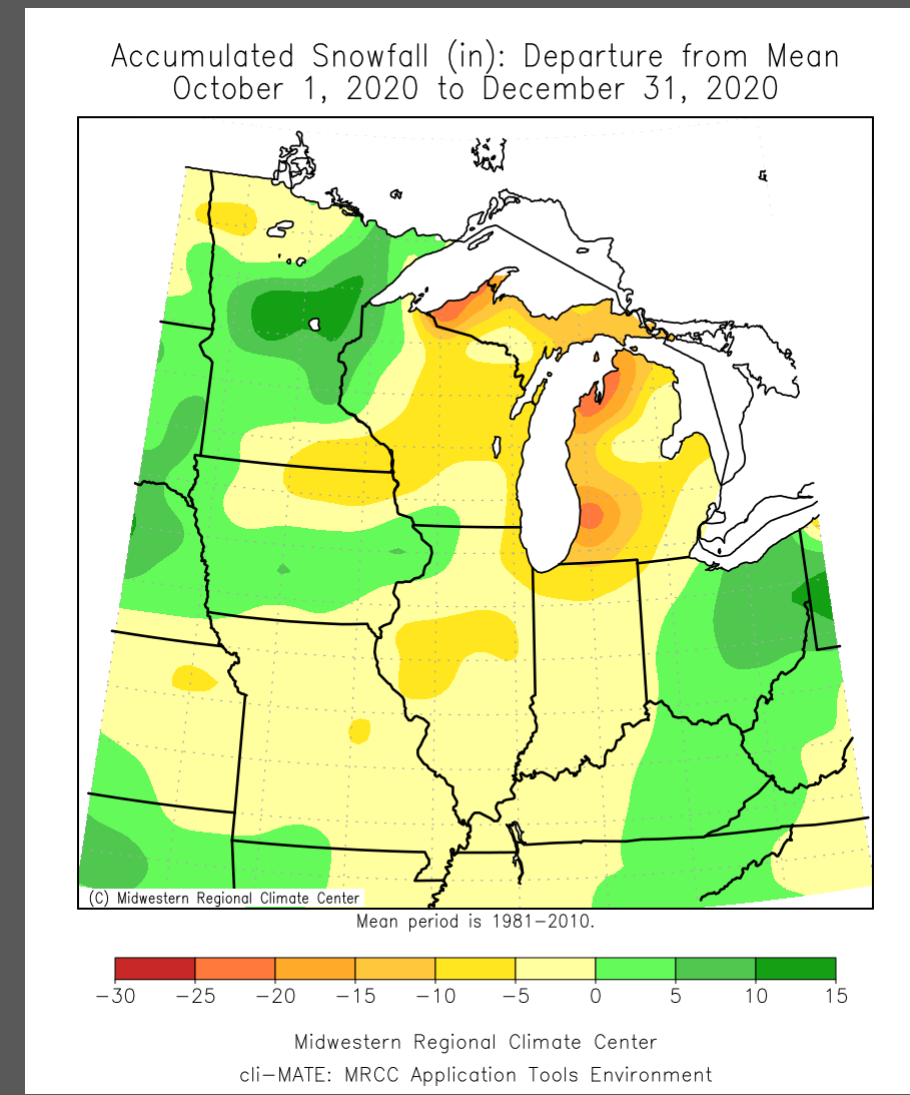 Accumulated Snowfall (in): Departure from Mean
October 1, 2020 to December 31, 2020
(C) Midwestern Regional Climate Center
Mean period is 1981−2010.
−30 −25 −20 −15 −10 −5 0 5 10 15
Midwestern Regional Climate Center
cli−MATE: MRCC Application Tools Environment